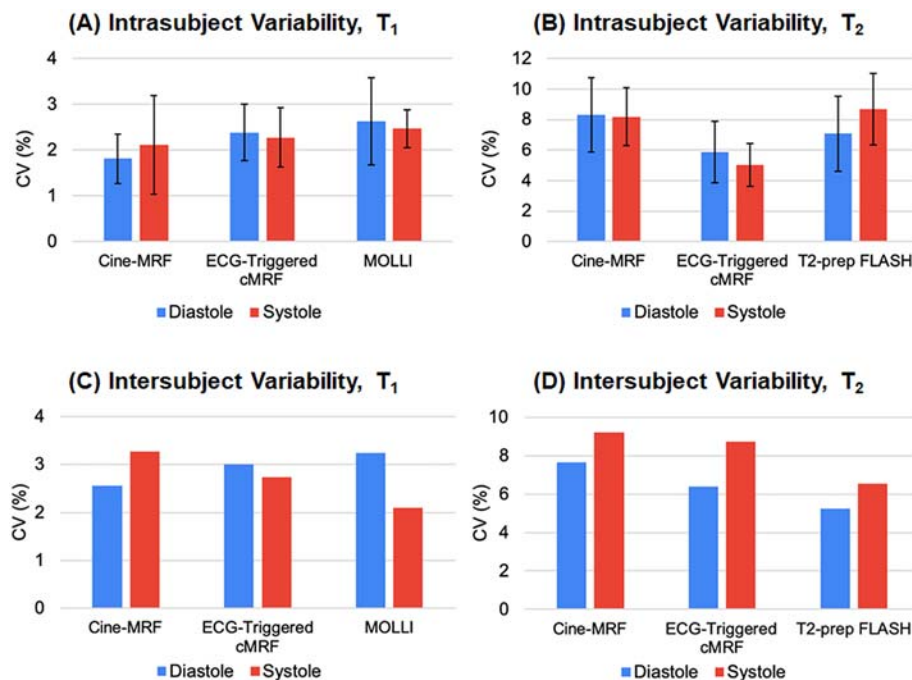 (A) Intrasubject Variability, T1
CV (%)
4
3
2
1
0
Cine-MRF
ECG-Triggered
cMRF
MOLLI
Diastole
Systole
(B) Intrasubject Variability, T2
CV (%)
12
10
8
6
4
2
0
Cine-MRF
ECG-Triggered
cMRF
T2-prep FLASH
Diastole
Systole
(C) Intersubject Variability, T1
CV (%)
4
3
2
1
0
Cine-MRF
ECG-Triggered
cMRF
MOLLI
Diastole
Systole
(D) Intersubject Variability, T2
CV (%)
10
8
6
4
2
0
Cine-MRF
ECG-Triggered
cMRF
T2-prep FLASH
Diastole
Systole